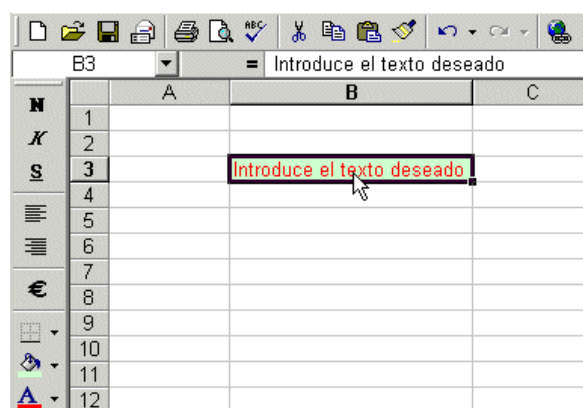 ABC
B3 = Introduce el texto deseado
A B C
N
1
K
2
S
3 Introduce el texto deseado
4
5
6
7
€
8
9
10
11
A
12